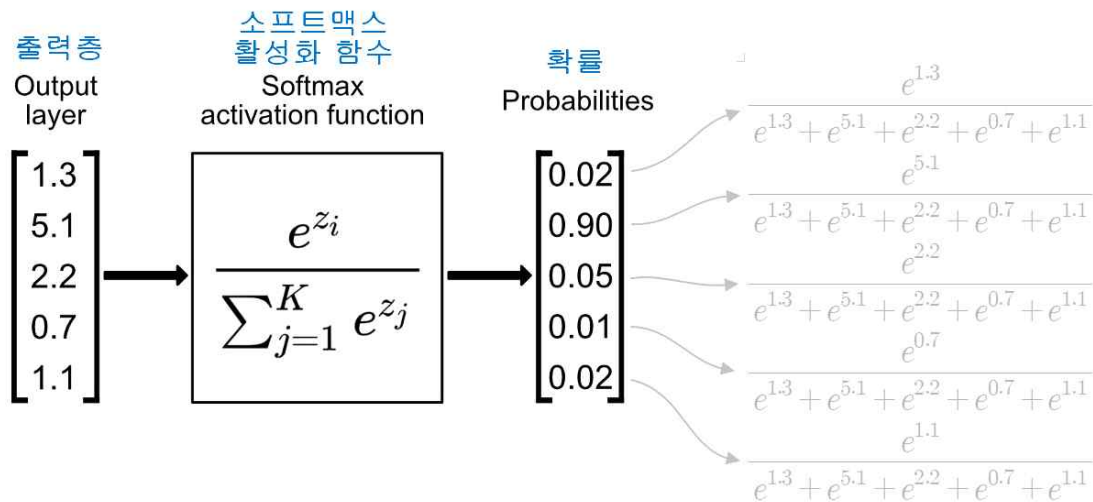 출력층
Output
layer
1.3
5.1
2.2
0.7
1.1
소프트맥스
활성화 함수
Softmax
activation function
e^{z_i}
∑_{j=1}^{K} e^{z_j}
확률
Probabilities
0.02
0.90
0.05
0.01
0.02
e^{1.3}
e^{1.3} + e^{5.1} + e^{2.2} + e^{0.7} + e^{1.1}
e^{5.1}
e^{1.3} + e^{5.1} + e^{2.2} + e^{0.7} + e^{1.1}
e^{2.2}
e^{1.3} + e^{5.1} + e^{2.2} + e^{0.7} + e^{1.1}
e^{0.7}
e^{1.3} + e^{5.1} + e^{2.2} + e^{0.7} + e^{1.1}
e^{1.1}
e^{1.3} + e^{5.1} + e^{2.2} + e^{0.7} + e^{1.1}